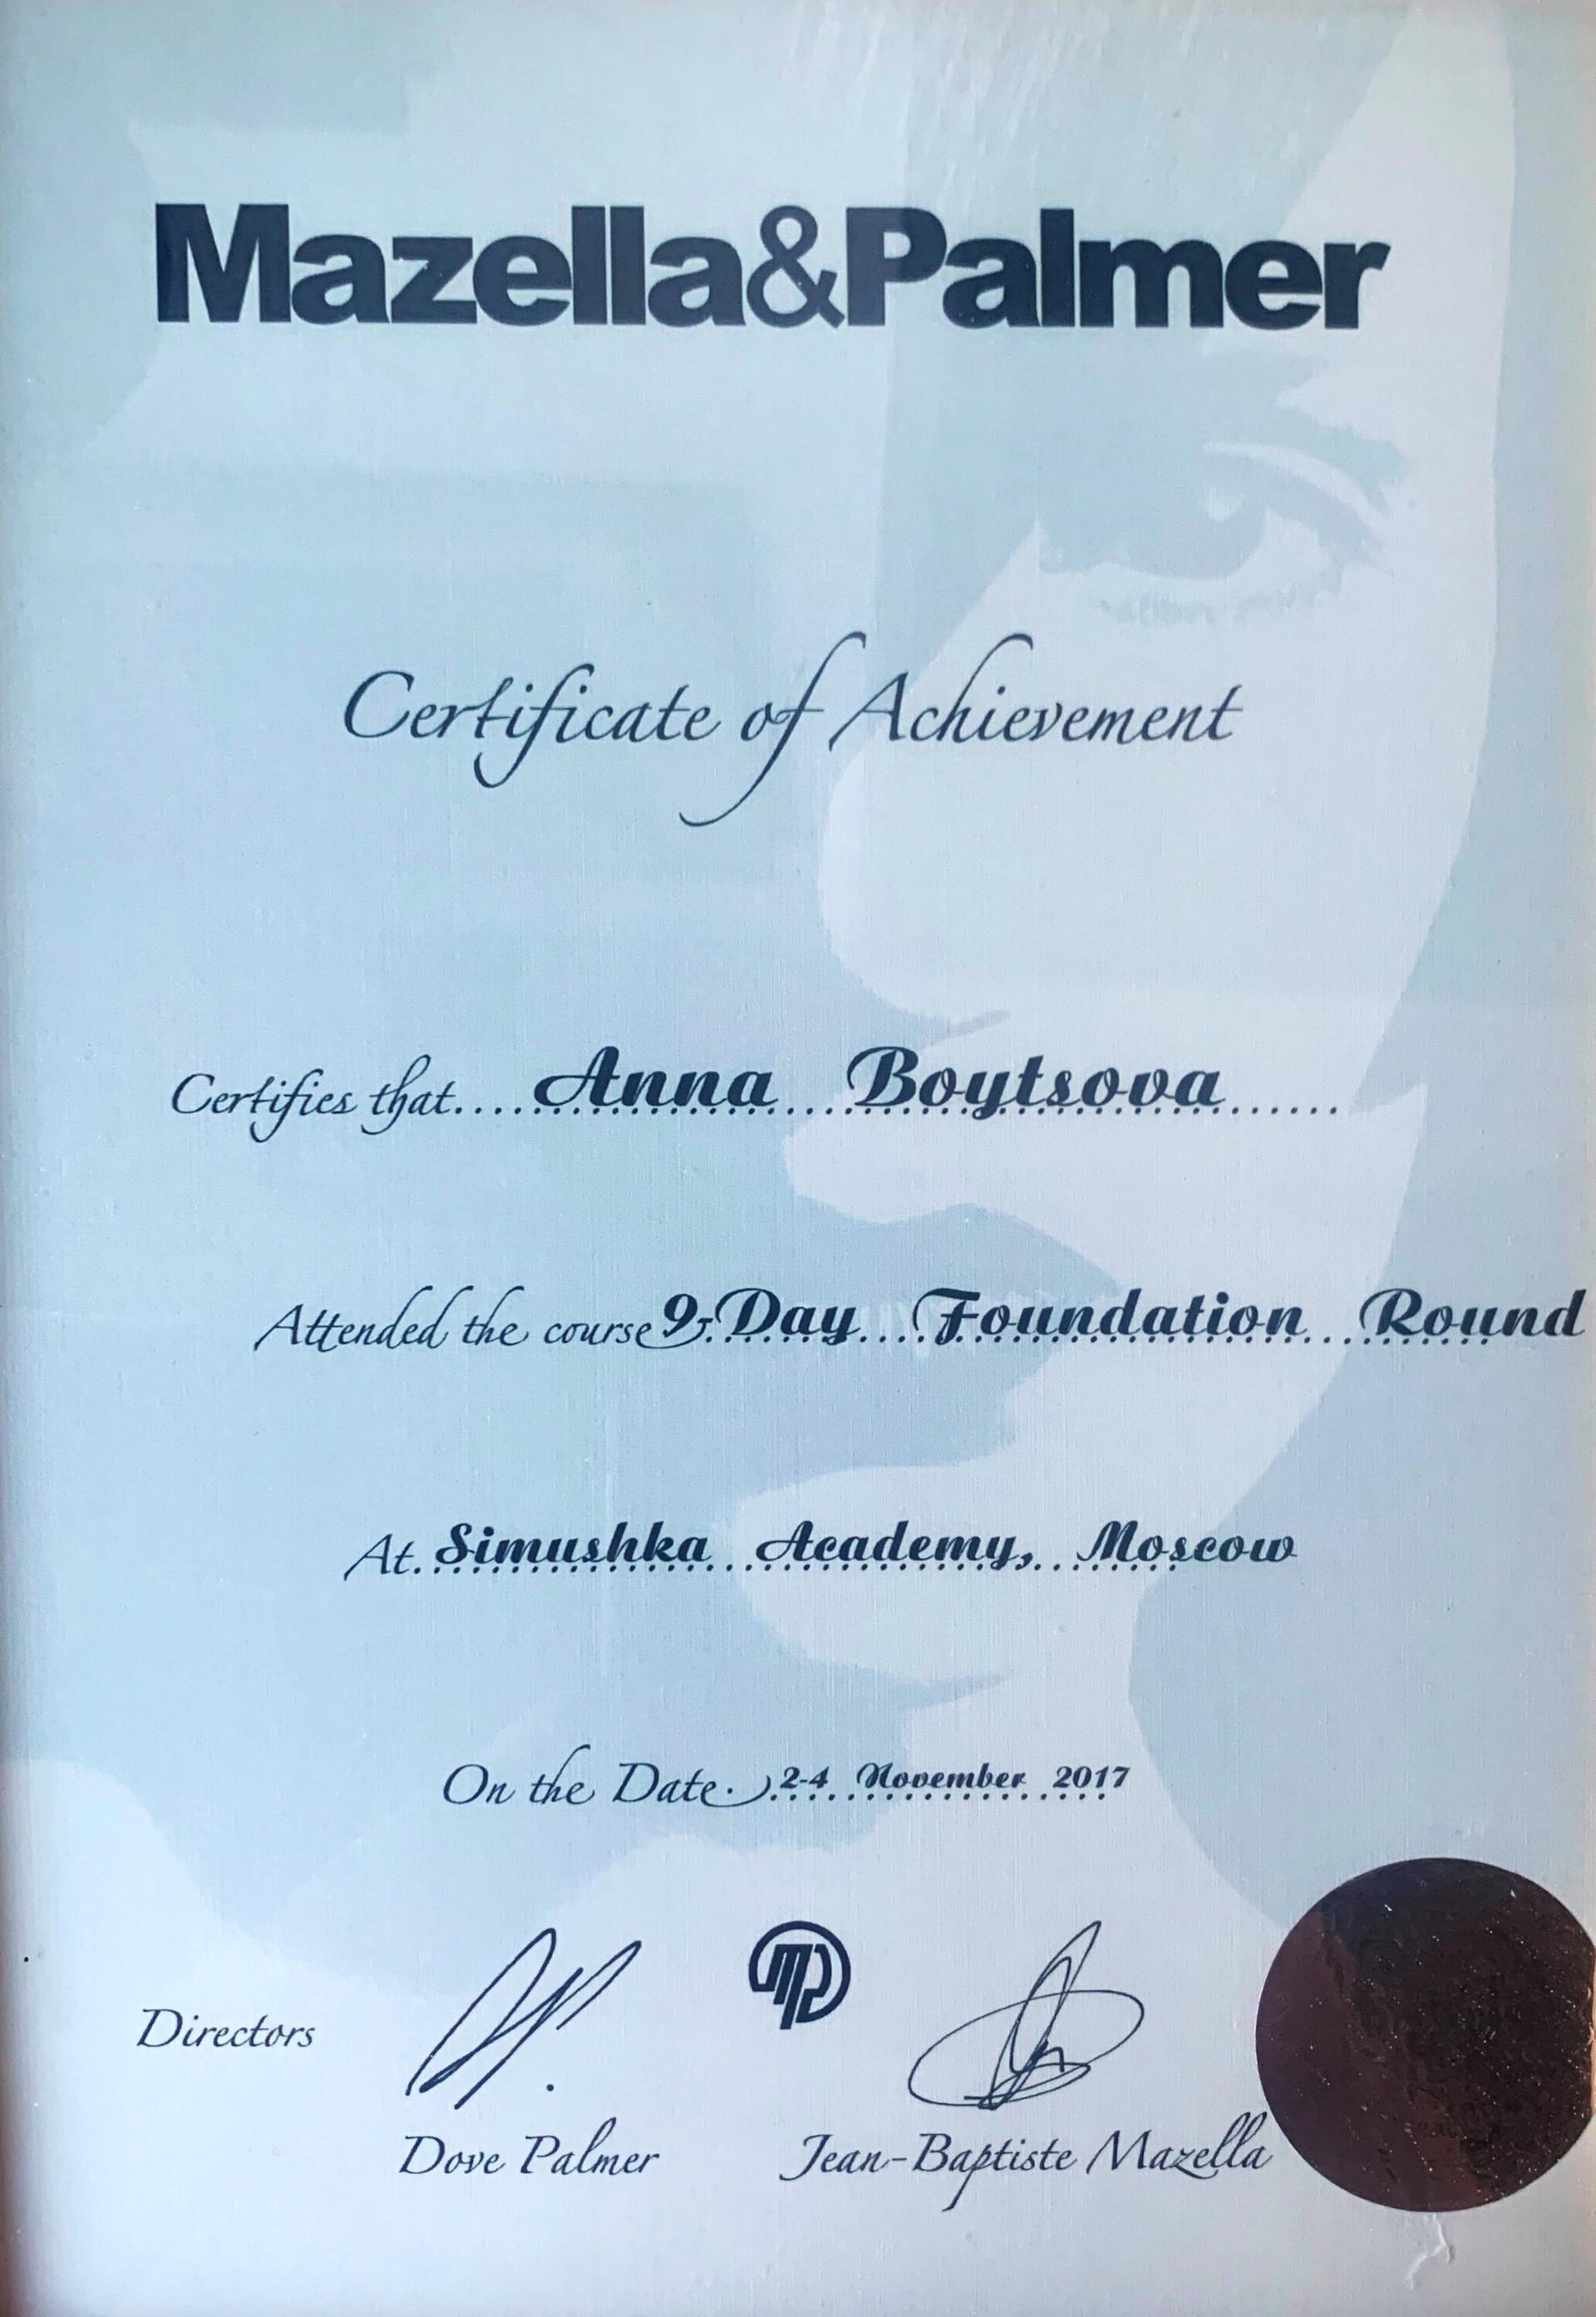 Mazella&Palmer
Certificate of Achievement
Certifies that.... Anna Boytsova ......
Attended the course 9-Day Foundation Round
At. Simushka Academy, Moscow
On the Date. 2-4 November 2017
Directors
Dove Palmer Jean-Baptiste Mazella